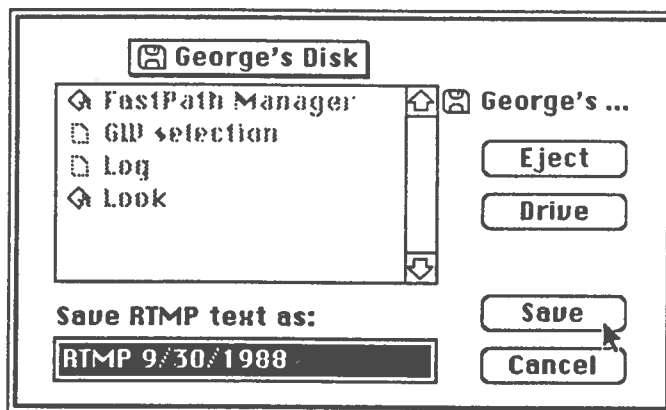 George's Disk
FastPath Manager
GW selection
Log
Look
George's ...
Eject
Drive
Save RTMP text as:
RTMP 9/30/1988
Save
Cancel